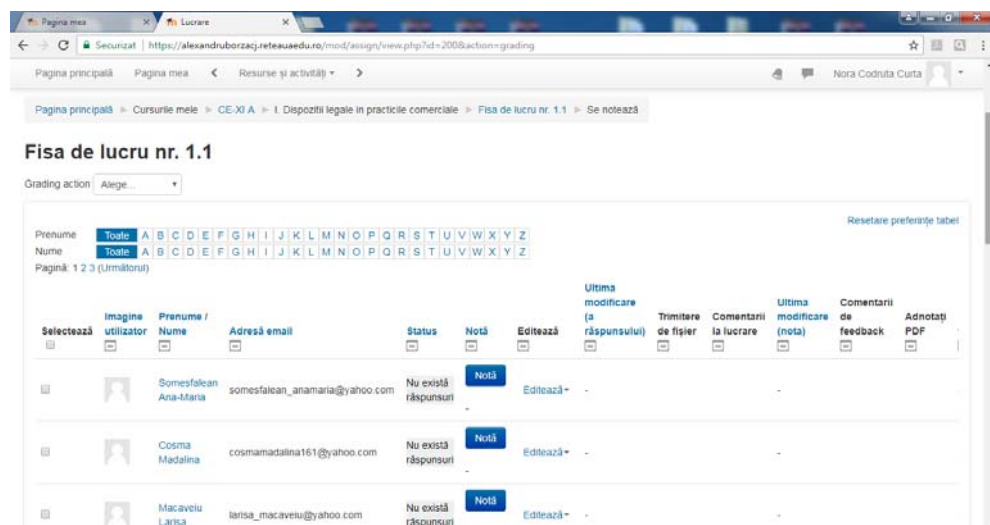 Pagina mea
Lucrare
Securizat | https://alexandruborzacj.reteauaedu.ro/mod/assign/view.php?id=200&action=grading
Pagina principală Pagina mea Resurse și activități
Nora Codruta Curta
Pagina principală Cursurile mele CE-XI A I. Dispozitii legale in practicile comerciale Fisa de lucru nr. 1.1 Se notează
Fisa de lucru nr. 1.1
Grading action Alege...
Resetare preferințe tabel
Prenume Toate A B C D E F G H I J K L M N O P Q R S T U V W X Y Z
Nume Toate A B C D E F G H I J K L M N O P Q R S T U V W X Y Z
Pagină: 1 2 3 (Următorul)
Selectează
Imagine utilizator
Prenume / Nume
Adresă email
Status
Notă
Editează
Ultima modificare (a răspunsului)
Trimitere de fișier
Comentarii la lucrare
Ultima modificare (nota)
Comentarii de feedback
Adnotați PDF
Somesfalean Ana-Maria
somesfalean_anamaria@yahoo.com
Nu există răspunsuri
Notă
-
Editează
-
-
Cosma Madalina
cosmamadalina161@yahoo.com
Nu există răspunsuri
Notă
-
Editează
-
-
Macaveiu Larisa
larisa_macaveiu@yahoo.com
Nu există răspunsuri
Notă
Editează
-
-